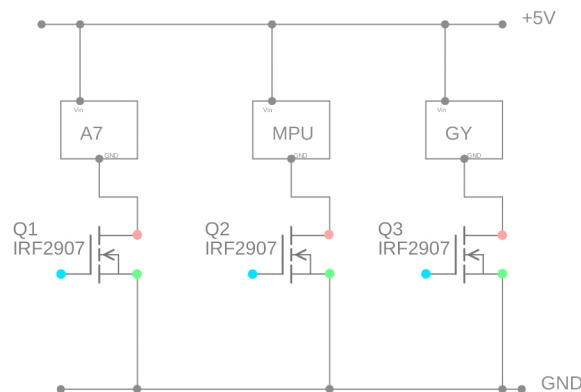 +5V
Vin
Vin
Vin
A7
MPU
GY
GND
GND
GND
Q1
IRF2907
Q2
IRF2907
Q3
IRF2907
GND